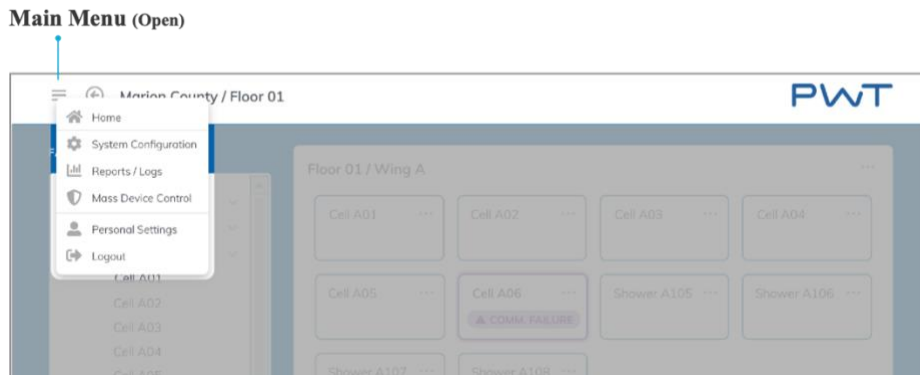 Main Menu (Open)
Marion County / Floor 01
PWT
Home
System Configuration
Reports / Logs
Mass Device Control
Personal Settings
Logout
Cell A01
Cell A02
Cell A03
Cell A04
Cell A05
Floor 01 / Wing A
Cell A01 ... Cell A02 ... Cell A03 ... Cell A04 ...
Cell A05 ... Cell A06 ... Shower A105 ... Shower A106 ...
COMM. FAILURE
Shower A107 ... Shower A108 ...